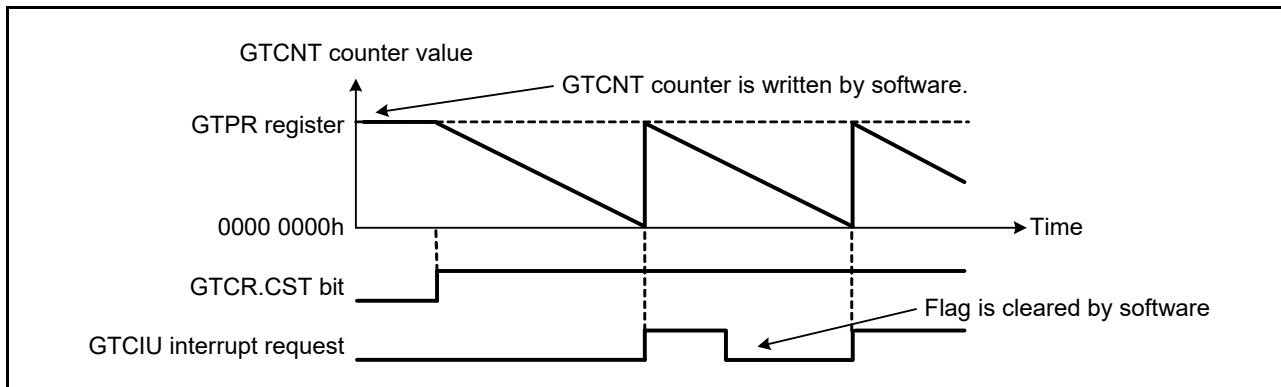 GTCNT counter value
GTCNT counter is written by software.
GTPR register
0000 0000h
Time
GTCR.CST bit
Flag is cleared by software
GTCIU interrupt request